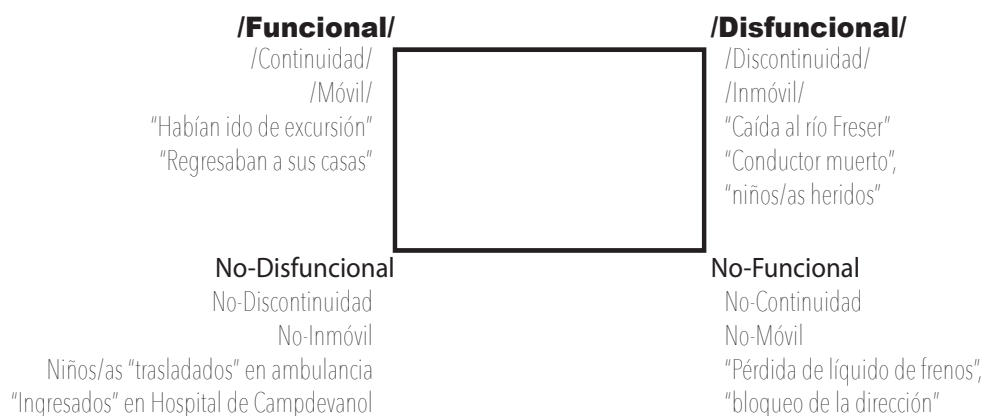 /Funcional/
/Continuidad/
/Móvil/
“Habían ido de excursión”
“Regresaban a sus casas”
/Disfuncional/
/Discontinuidad/
/Inmóvil/
“Caída al río Freser”
“Conductor muerto”,
“niños/as heridos”
No-Disfuncional
No-Discontinuidad
No-Inmóvil
Niños/as “trasladados” en ambulancia
“Ingresados” en Hospital de Campdevanol
No-Funcional
No-Continuidad
No-Móvil
“Pérdida de líquido de frenos”,
“bloqueo de la dirección”